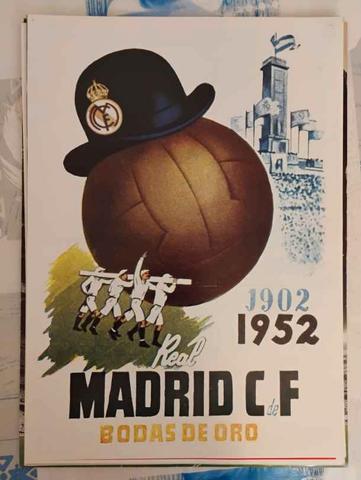 1902
1952
Real
MADRID C de F
BODAS DE ORO